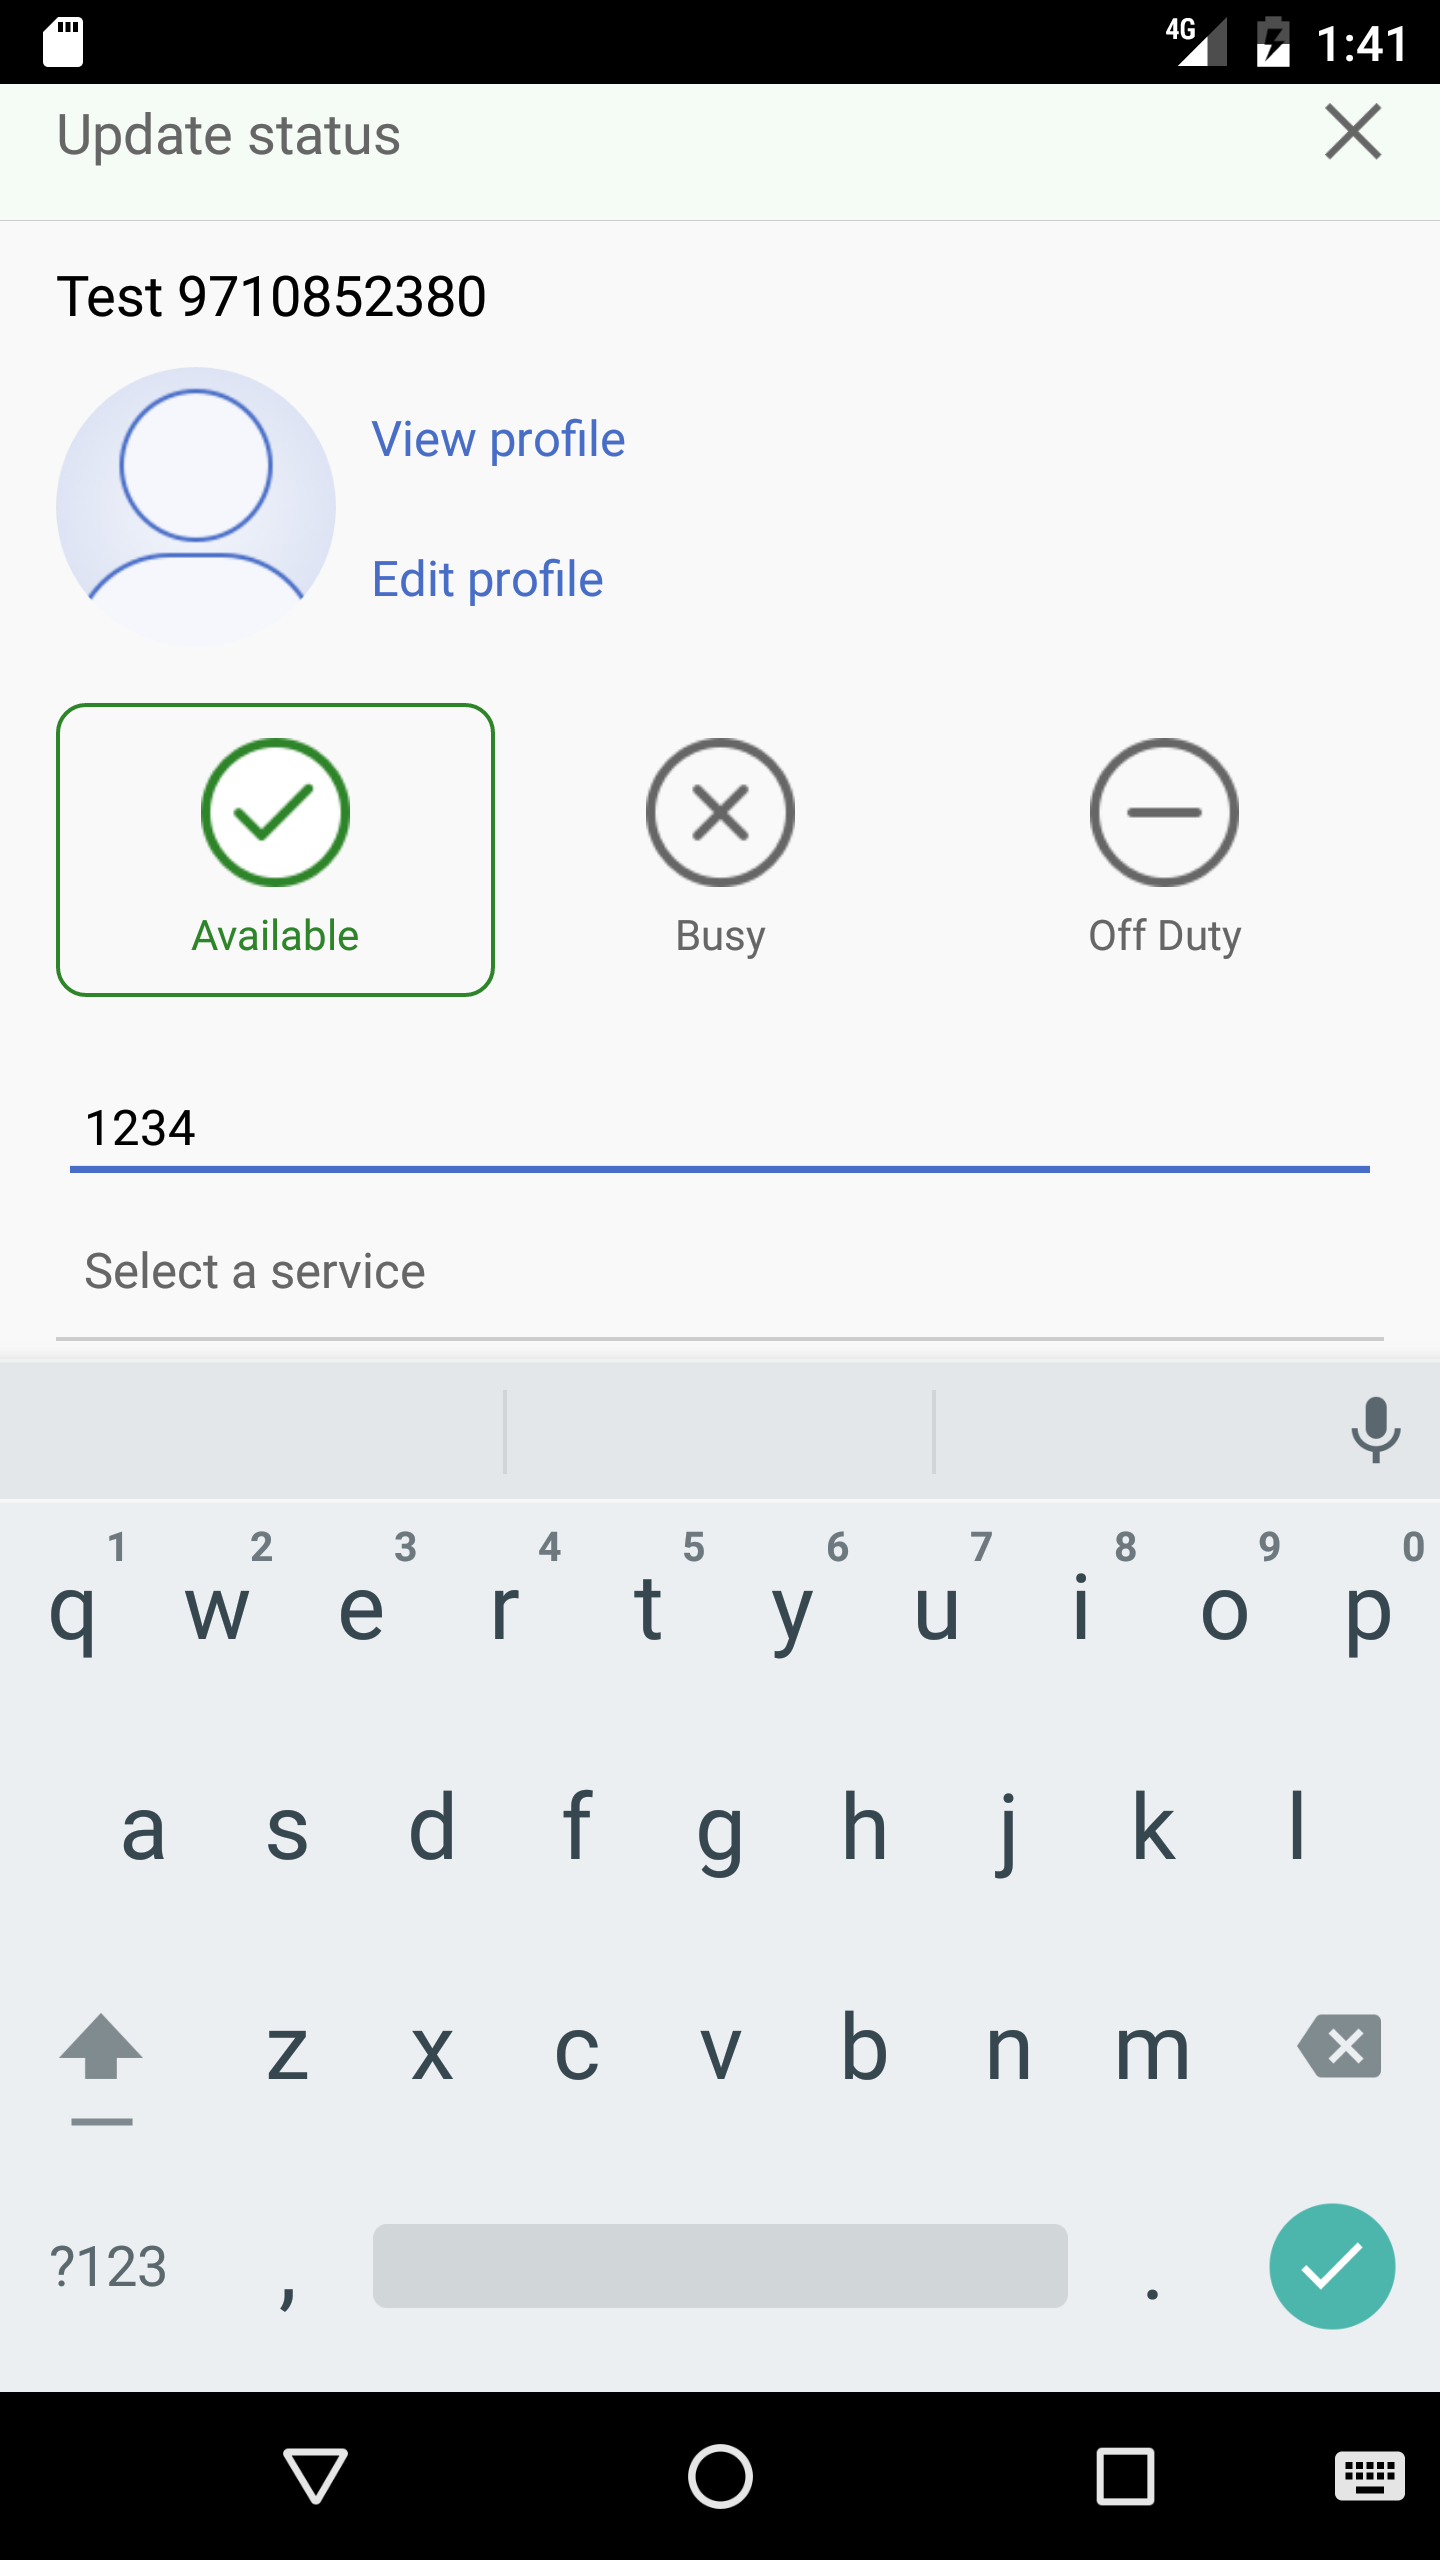 4G 1:41
Update status
Test 9710852380
View profile
Edit profile
Available Busy Off Duty
1234
Select a service
1 2 3 4 5 6 7 8 9 0
q w e r t y u i o p
a s d f g h j k l
z x c v b n m
?123 , .